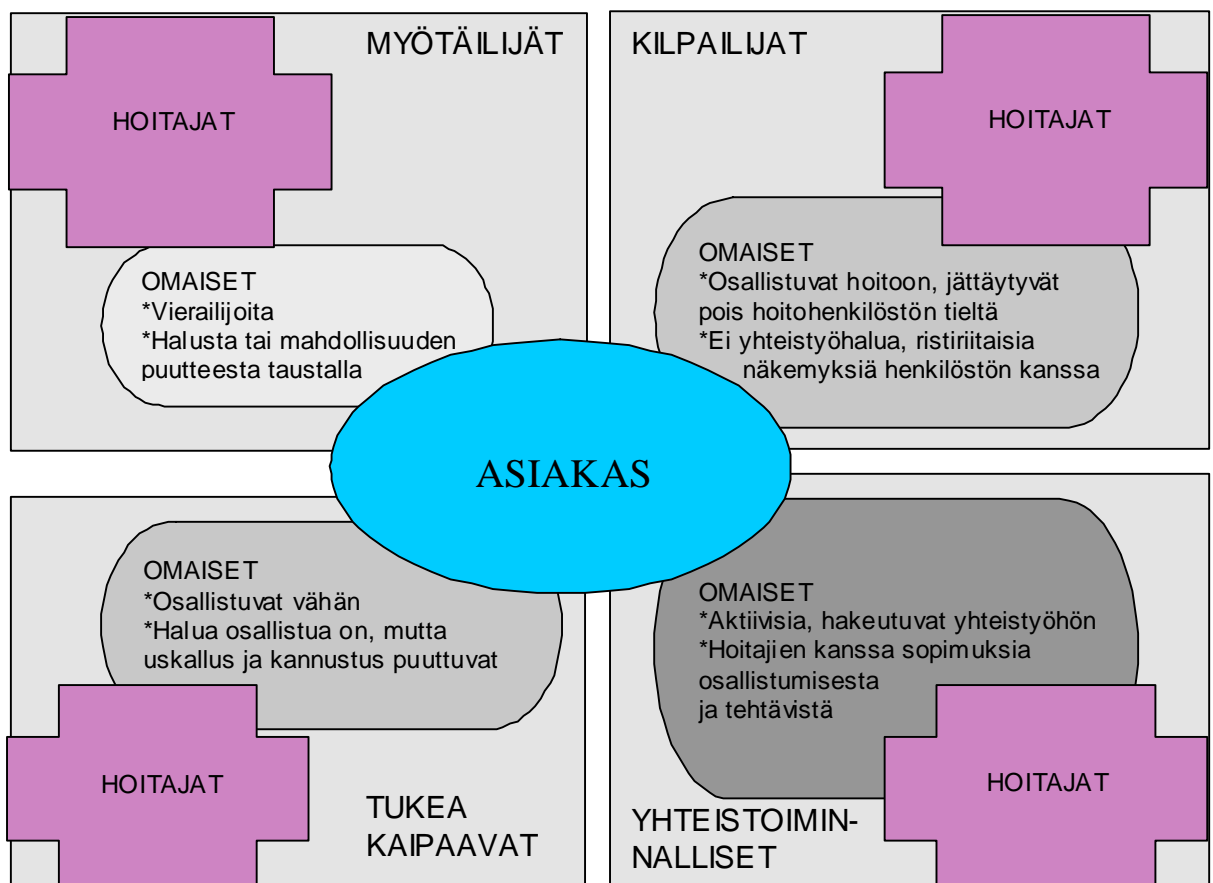 MYÖTÄILIJÄT
HOITAJAT
OMAISET
*Vierailijoita
*Halusta tai mahdollisuuden
puutteesta taustalla
KILPAILIJAT
HOITAJAT
OMAISET
*Osallistuvat hoitoon, jättäytyvät
pois hoitohenkilöstön tieltä
*Ei yhteistyöhalua, ristiriitaisia
näkemyksiä henkilöstön kanssa
ASIAKAS
OMAISET
*Osallistuvat vähän
*Halua osallistua on, mutta
uskallus ja kannustus puuttuvat
HOITAJAT
TUKEA
KAIPAAVAT
OMAISET
*Aktiivisia, hakeutuvat yhteistyöhön
*Hoitajien kanssa sopimuksia
osallistumisesta
ja tehtävistä
HOITAJAT
YHTEISTOIMIN-
NALLISET